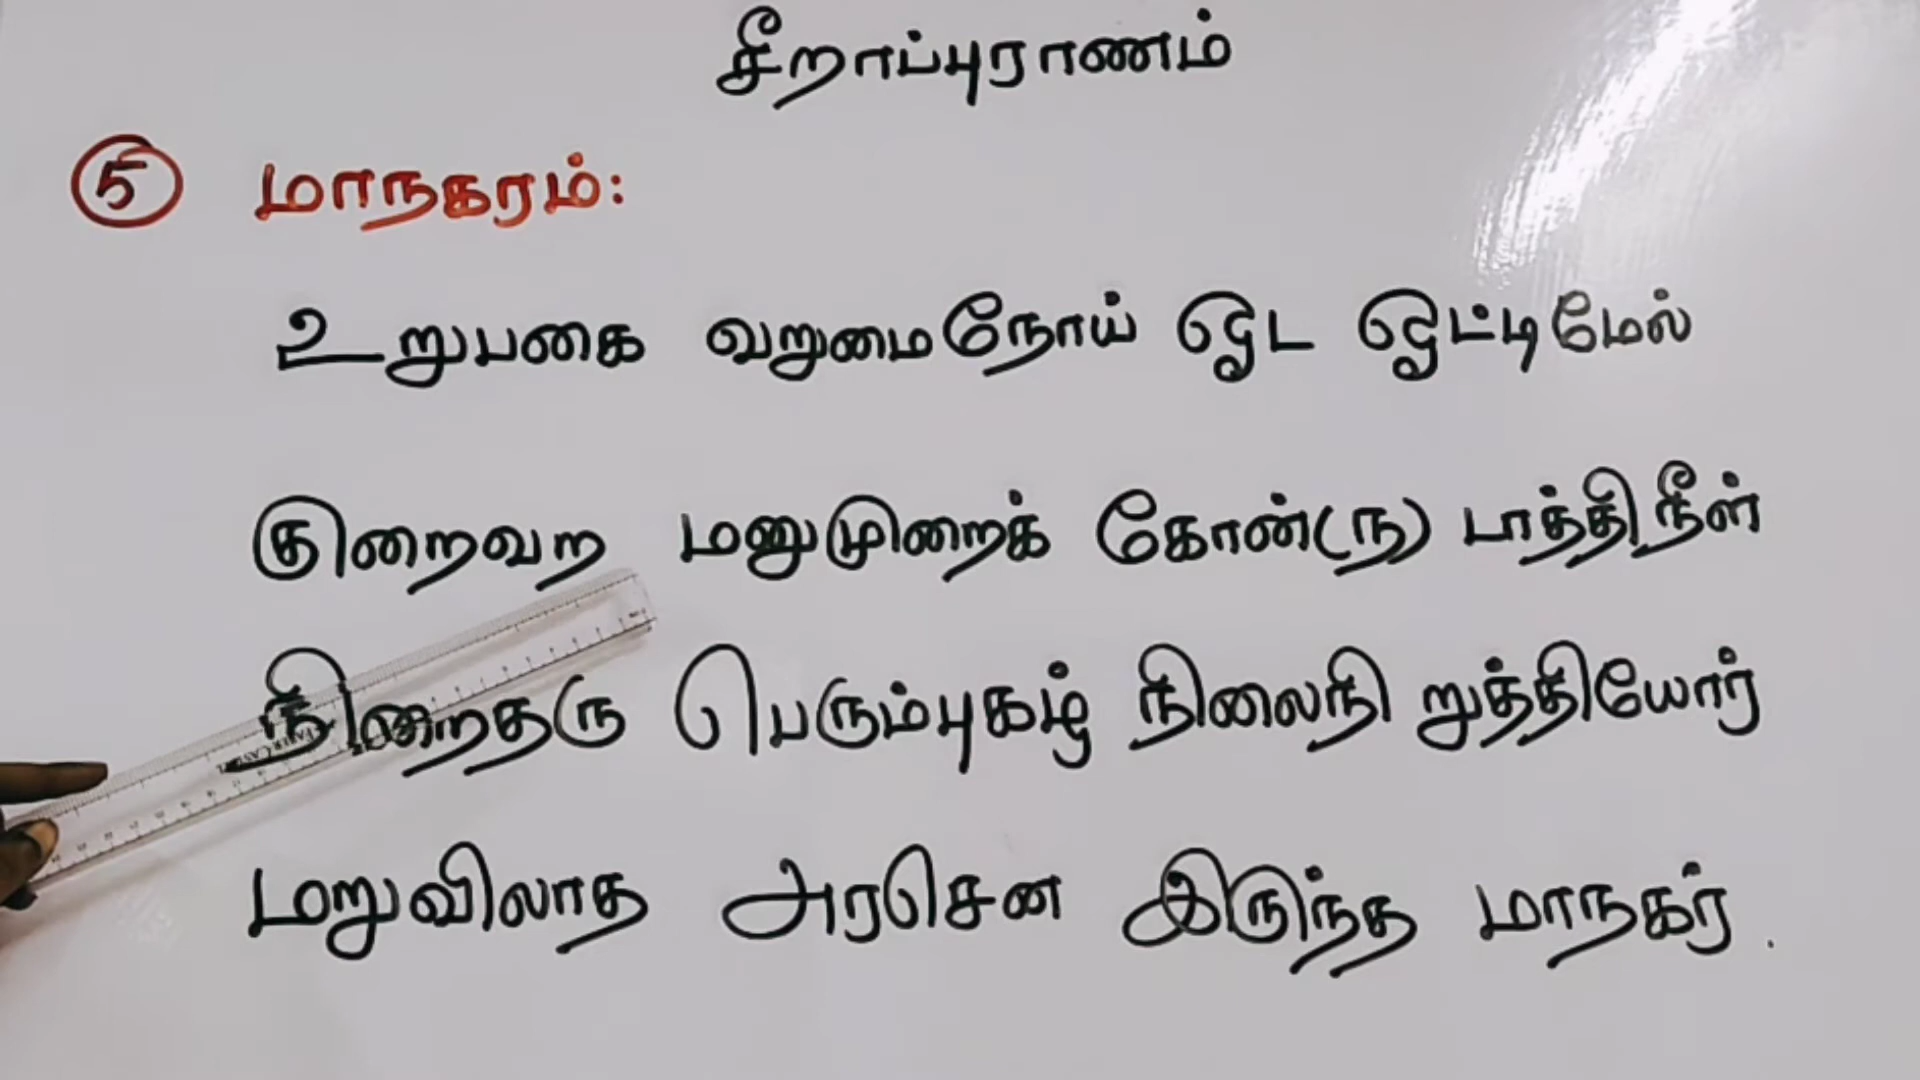 சீறாப்புராணம்
5 மாநகரம்:
உறுபகை வறுமைநோய் ஓட ஓட்டிமேல்
குறைவற மனுமுறைக் கோன்(ந) டாத்திநீள்
நிறைதரு பெரும்புகழ் நிலைநி றுத்தியோர்
மறுவிலாத அரசென இருந்த மாநகர்.